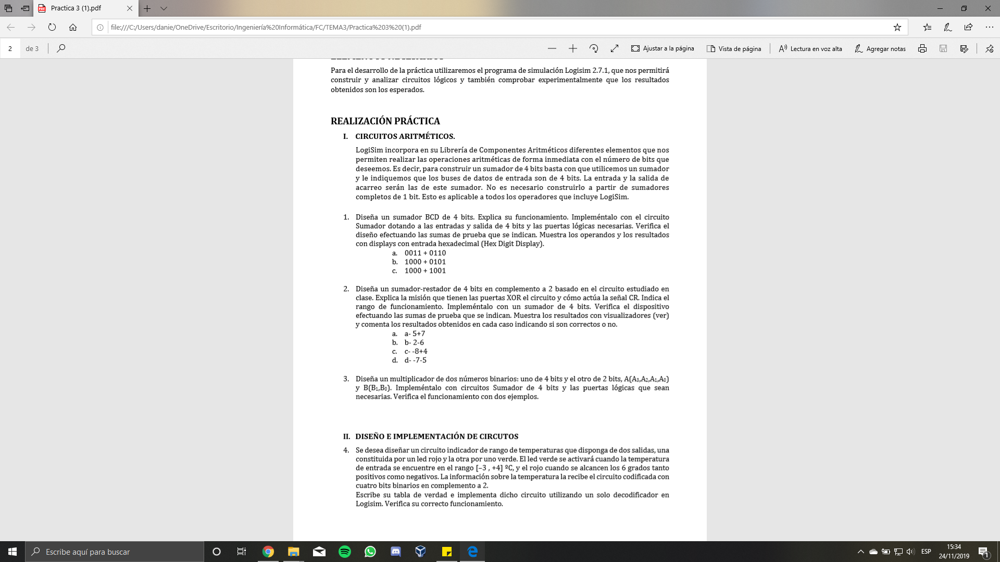 Practica 3 (1).pdf
file:///C:/Users/danie/OneDrive/Escritorio/Ingeniería%20Informática/FC/TEMA3/Practica%203%20(1).pdf
2 de 3 Ajustar a la página Vista de página Lectura en voz alta Agregar notas
Para el desarrollo de la práctica utilizaremos el programa de simulación Logisim 2.7.1, que nos permitirá
construir y analizar circuitos lógicos y también comprobar experimentalmente que los resultados
obtenidos son los esperados.
REALIZACIÓN PRÁCTICA
I. CIRCUITOS ARITMÉTICOS.
LogiSim incorpora en su Librería de Componentes Aritméticos diferentes elementos que nos
permiten realizar las operaciones aritméticas de forma inmediata con el número de bits que
deseemos. Es decir, para construir un sumador de 4 bits basta con que utilicemos un sumador
y le indiquemos que los buses de datos de entrada son de 4 bits. La entrada y la salida de
acarreo serán las de este sumador. No es necesario construirlo a partir de sumadores
completos de 1 bit. Esto es aplicable a todos los operadores que incluye LogiSim.
1. Diseña un sumador BCD de 4 bits. Explica su funcionamiento. Impleméntalo con el circuito
Sumador dotando a las entradas y salida de 4 bits y las puertas lógicas necesarias. Verifica el
diseño efectuando las sumas de prueba que se indican. Muestra los operandos y los resultados
con displays con entrada hexadecimal (Hex Digit Display).
a. 0011 + 0110
b. 1000 + 0101
c. 1000 + 1001
2. Diseña un sumador-restador de 4 bits en complemento a 2 basado en el circuito estudiado en
clase. Explica la misión que tienen las puertas XOR el circuito y cómo actúa la señal CR. Indica el
rango de funcionamiento. Impleméntalo con un sumador de 4 bits. Verifica el dispositivo
efectuando las sumas de prueba que se indican. Muestra los resultados con visualizadores (ver)
y comenta los resultados obtenidos en cada caso indicando si son correctos o no.
a. a- 5+7
b. b- 2-6
c. c- -8+4
d. d- -7-5
3. Diseña un multiplicador de dos números binarios: uno de 4 bits y el otro de 2 bits, A(A₃,A₂,A₁,A₀)
y B(B₁,B₀). Impleméntalo con circuitos Sumador de 4 bits y las puertas lógicas que sean
necesarias. Verifica el funcionamiento con dos ejemplos.
II. DISEÑO E IMPLEMENTACIÓN DE CIRCUTOS
4. Se desea diseñar un circuito indicador de rango de temperaturas que disponga de dos salidas, una
constituida por un led rojo y la otra por uno verde. El led verde se activará cuando la temperatura
de entrada se encuentre en el rango [–3 , +4] ºC, y el rojo cuando se alcancen los 6 grados tanto
positivos como negativos. La información sobre la temperatura la recibe el circuito codificada con
cuatro bits binarios en complemento a 2.
Escribe su tabla de verdad e implementa dicho circuito utilizando un solo decodificador en
Logisim. Verifica su correcto funcionamiento.
Escribe aquí para buscar
ESP
15:34
24/11/2019
1